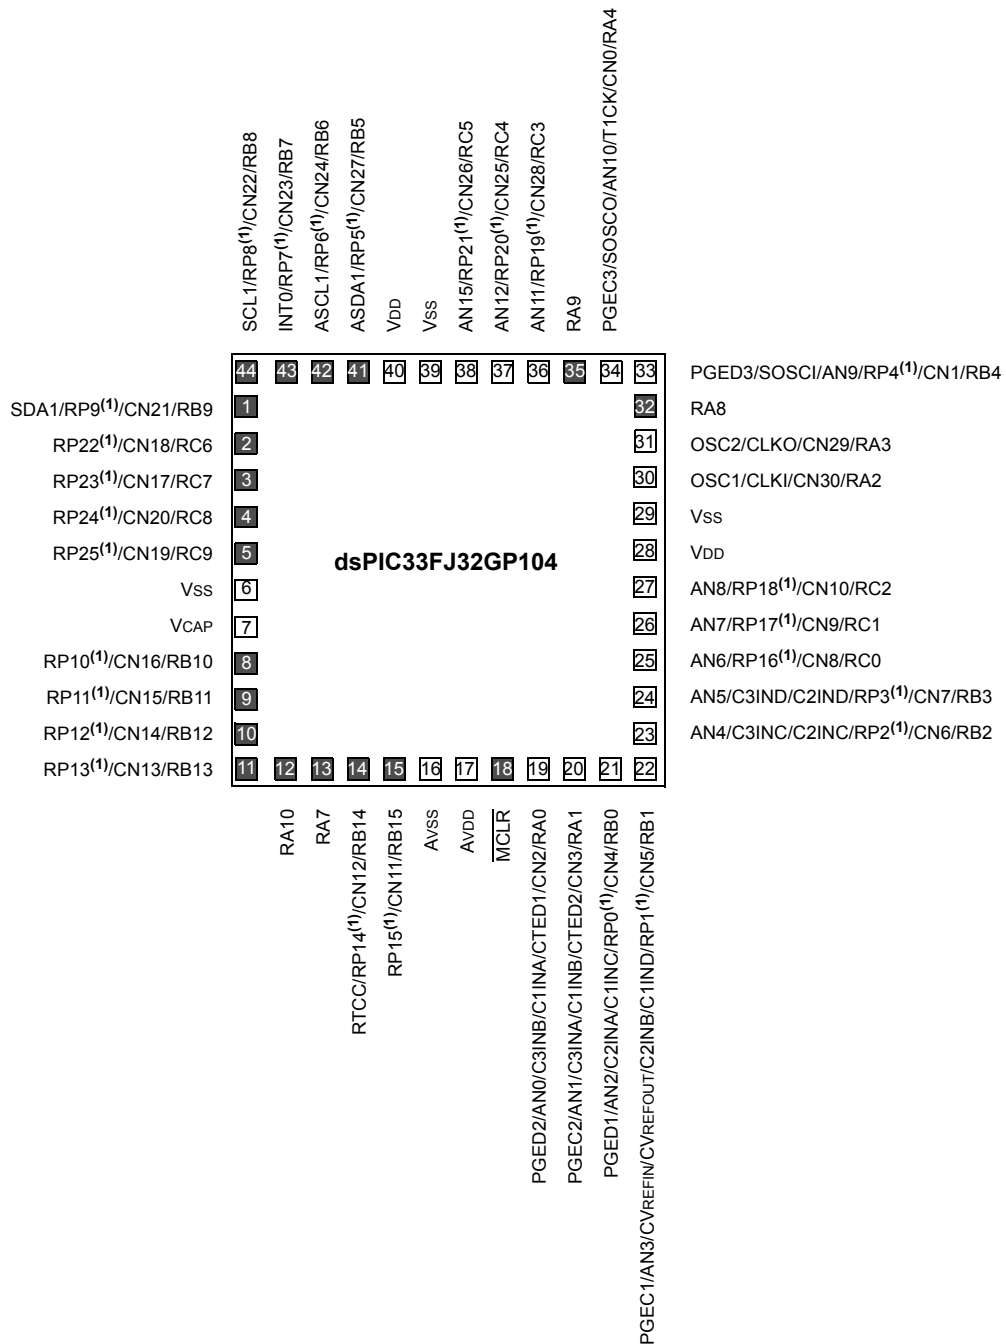 SCL1/RP8(1)/CN22/RB8
INT0/RP7(1)/CN23/RB7
ASCL1/RP6(1)/CN24/RB6
ASDA1/RP5(1)/CN27/RB5
VDD
VSS
AN15/RP21(1)/CN26/RC5
AN12/RP20(1)/CN25/RC4
AN11/RP19(1)/CN28/RC3
RA9
PGEC3/SOSCO/AN10/T1CK/CN0/RA4
44 43 42 41 40 39 38 37 36 35 34 33 PGED3/SOSCI/AN9/RP4(1)/CN1/RB4
SDA1/RP9(1)/CN21/RB9 1 32 RA8
RP22(1)/CN18/RC6 2 31 OSC2/CLKO/CN29/RA3
RP23(1)/CN17/RC7 3 30 OSC1/CLKI/CN30/RA2
RP24(1)/CN20/RC8 4 29 VSS
RP25(1)/CN19/RC9 5 dsPIC33FJ32GP104 28 VDD
VSS 6 27 AN8/RP18(1)/CN10/RC2
VCAP 7 26 AN7/RP17(1)/CN9/RC1
RP10(1)/CN16/RB10 8 25 AN6/RP16(1)/CN8/RC0
RP11(1)/CN15/RB11 9 24 AN5/C3IND/C2IND/RP3(1)/CN7/RB3
RP12(1)/CN14/RB12 10 23 AN4/C3INC/C2INC/RP2(1)/CN6/RB2
RP13(1)/CN13/RB13 11 12 13 14 15 16 17 18 19 20 21 22
RA10
RA7
RTCC/RP14(1)/CN12/RB14
RP15(1)/CN11/RB15
AVSS
AVDD
MCLR
PGED2/AN0/C3INB/C1INA/CTED1/CN2/RA0
PGEC2/AN1/C3INA/C1INB/CTED2/CN3/RA1
PGED1/AN2/C2INA/C1INC/RP0(1)/CN4/RB0
PGEC1/AN3/CVREFIN/CVREFOUT/C2INB/C1IND/RP1(1)/CN5/RB1